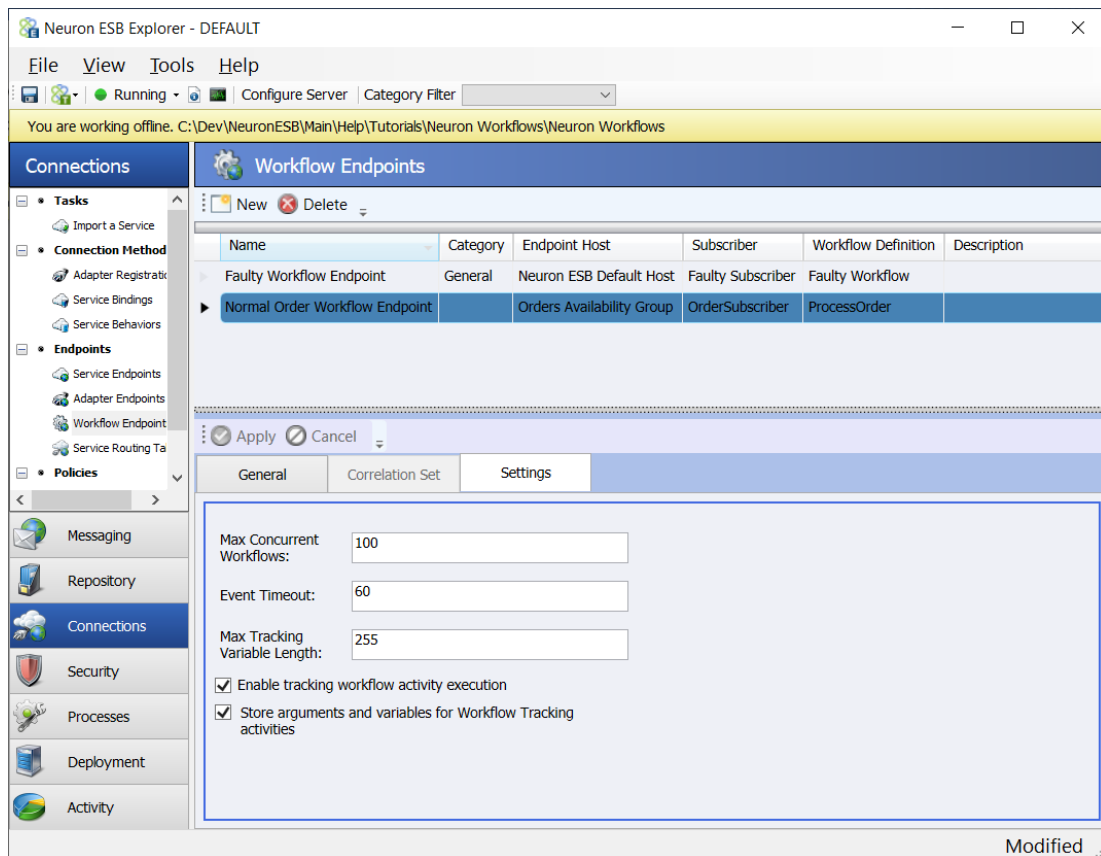 Neuron ESB Explorer - DEFAULT
File View Tools Help
Running Configure Server Category Filter
You are working offline. C:\Dev\NeuronESB\Main\Help\Tutorials\Neuron Workflows\Neuron Workflows
Connections
Tasks
Import a Service
Connection Method
Adapter Registratic
Service Bindings
Service Behaviors
Endpoints
Service Endpoints
Adapter Endpoints
Workflow Endpoint
Service Routing Ta
Policies
Messaging
Repository
Connections
Security
Processes
Deployment
Activity
Workflow Endpoints
New Delete
Name Category Endpoint Host Subscriber Workflow Definition Description
Faulty Workflow Endpoint General Neuron ESB Default Host Faulty Subscriber Faulty Workflow
Normal Order Workflow Endpoint Orders Availability Group OrderSubscriber ProcessOrder
Apply Cancel
General Correlation Set Settings
Max Concurrent
Workflows:
100
Event Timeout: 60
Max Tracking
Variable Length:
255
Enable tracking workflow activity execution
Store arguments and variables for Workflow Tracking
activities
Modified